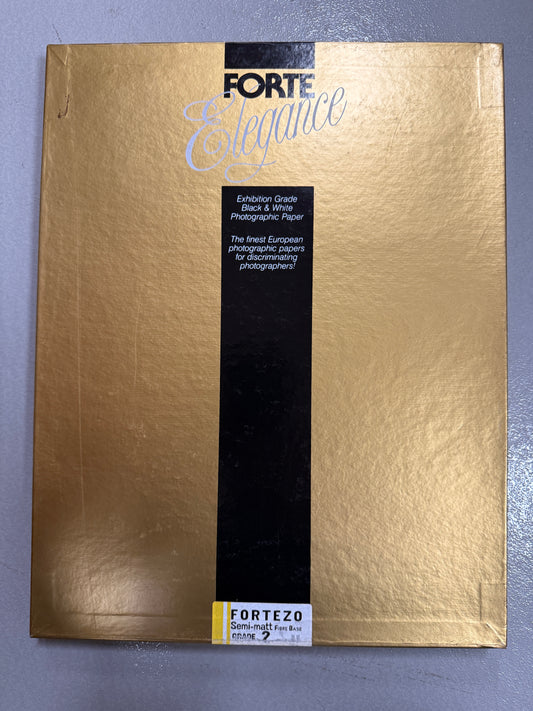 FORTE
Elegance
Exhibition Grade
Black & White
Photographic Paper
The finest European
photographic papers
for discriminating
photographers!
FORTEZO
Semi-matt FIBRE BASE
GRADE 2